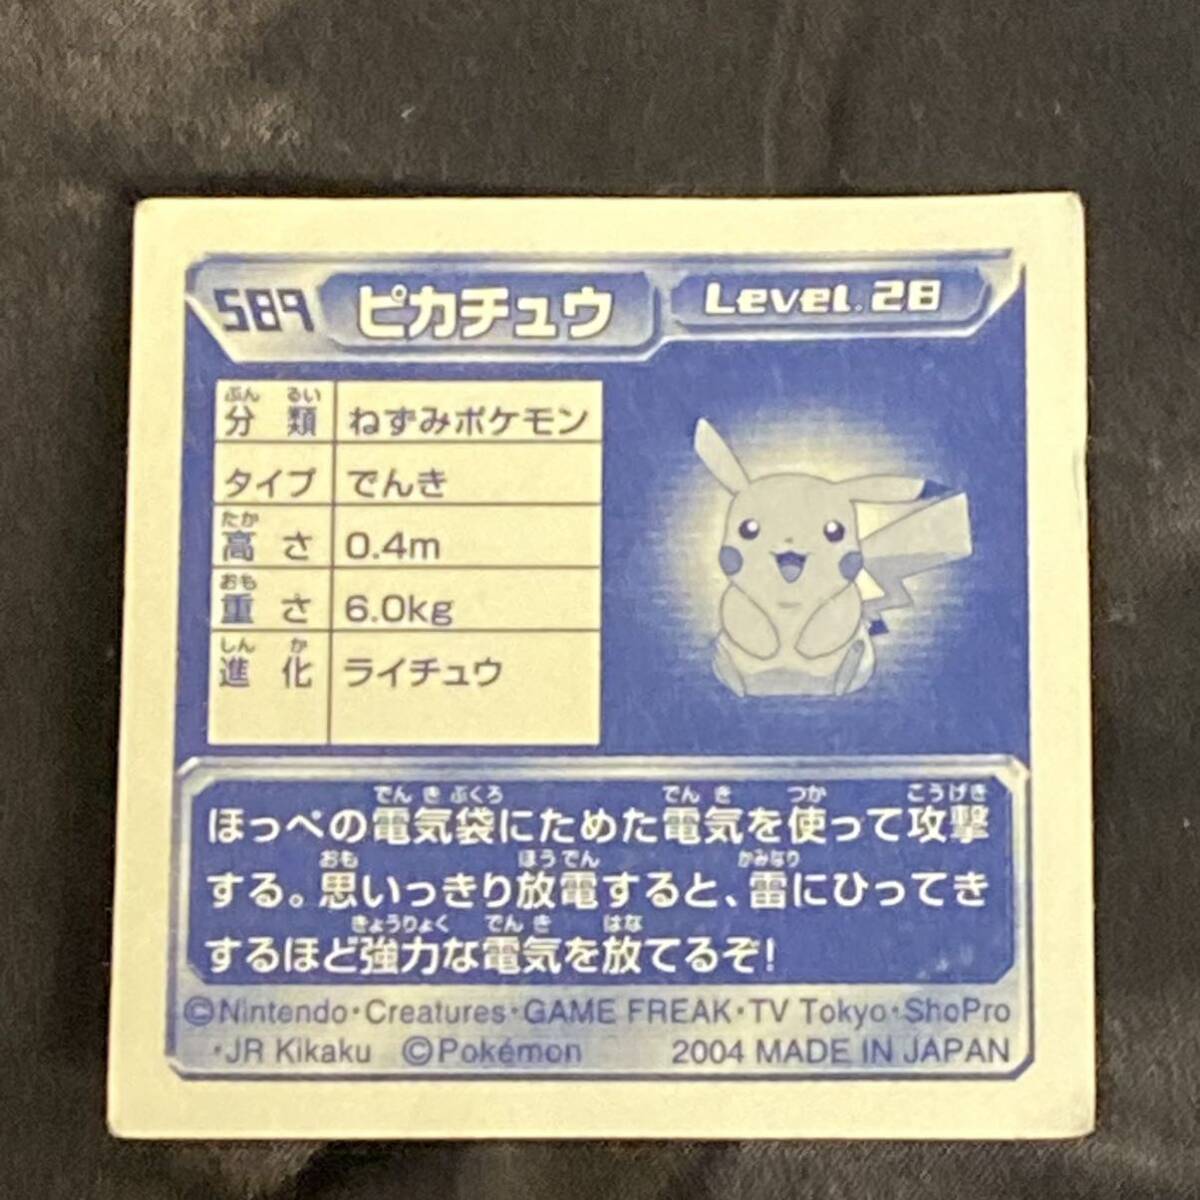 589 ピカチュウ Level.28
ぶん るい
分 類 ねずみポケモン
タイプ でんき
たか
高 さ 0.4m
おも
重 さ 6.0kg
しん か
進 化 ライチュウ
でん き ぶくろ でん き つか こうげき
ほっぺの電気袋にためた電気を使って攻撃
おも ほうでん かみなり
する。思いっきり放電すると、雷にひってき
きょうりょく でん き はな
するほど強力な電気を放てるぞ!
©Nintendo・Creatures・GAME FREAK・TV Tokyo・ShoPro
・JR Kikaku ©Pokémon 2004 MADE IN JAPAN